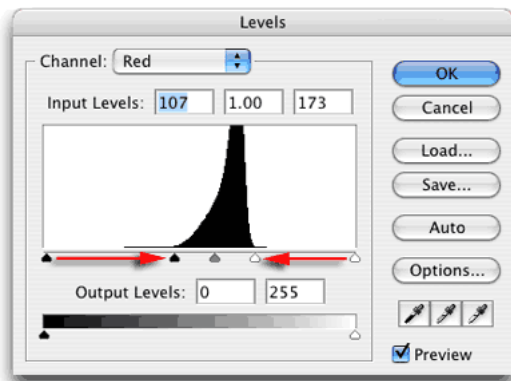 Levels
Channel: Red
OK
Input Levels: 107 1.00 173
Cancel
Load...
Save...
Auto
Options...
Output Levels: 0 255
Preview